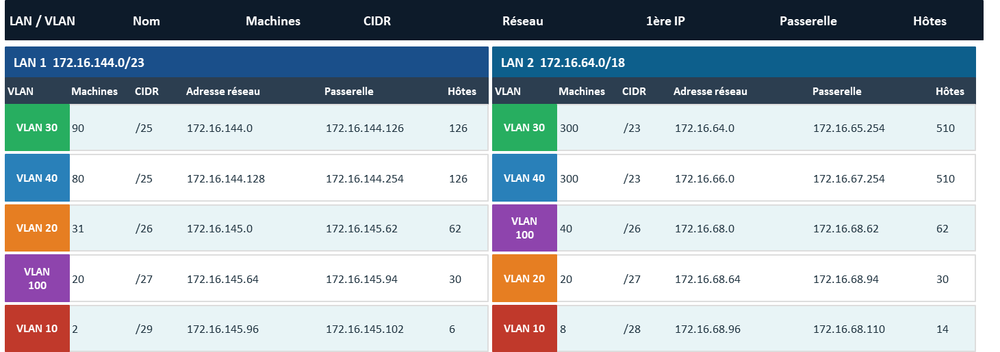 LAN / VLAN Nom Machines CIDR Réseau 1ère IP Passerelle Hôtes
LAN 1 172.16.144.0/23
VLAN Machines CIDR Adresse réseau Passerelle Hôtes
VLAN 30 90 /25 172.16.144.0 172.16.144.126 126
VLAN 40 80 /25 172.16.144.128 172.16.144.254 126
VLAN 20 31 /26 172.16.145.0 172.16.145.62 62
VLAN
100 20 /27 172.16.145.64 172.16.145.94 30
VLAN 10 2 /29 172.16.145.96 172.16.145.102 6
LAN 2 172.16.64.0/18
VLAN Machines CIDR Adresse réseau Passerelle Hôtes
VLAN 30 300 /23 172.16.64.0 172.16.65.254 510
VLAN 40 300 /23 172.16.66.0 172.16.67.254 510
VLAN
100 40 /26 172.16.68.0 172.16.68.62 62
VLAN 20 20 /27 172.16.68.64 172.16.68.94 30
VLAN 10 8 /28 172.16.68.96 172.16.68.110 14